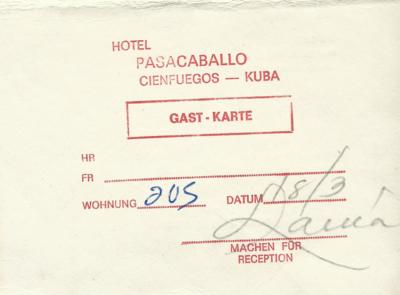 HOTEL
PASACABALLO
CIENFUEGOS — KUBA
GAST - KARTE
HR
FR
WOHNUNG 205 DATUM 18/3
MACHEN FÜR
RECEPTION